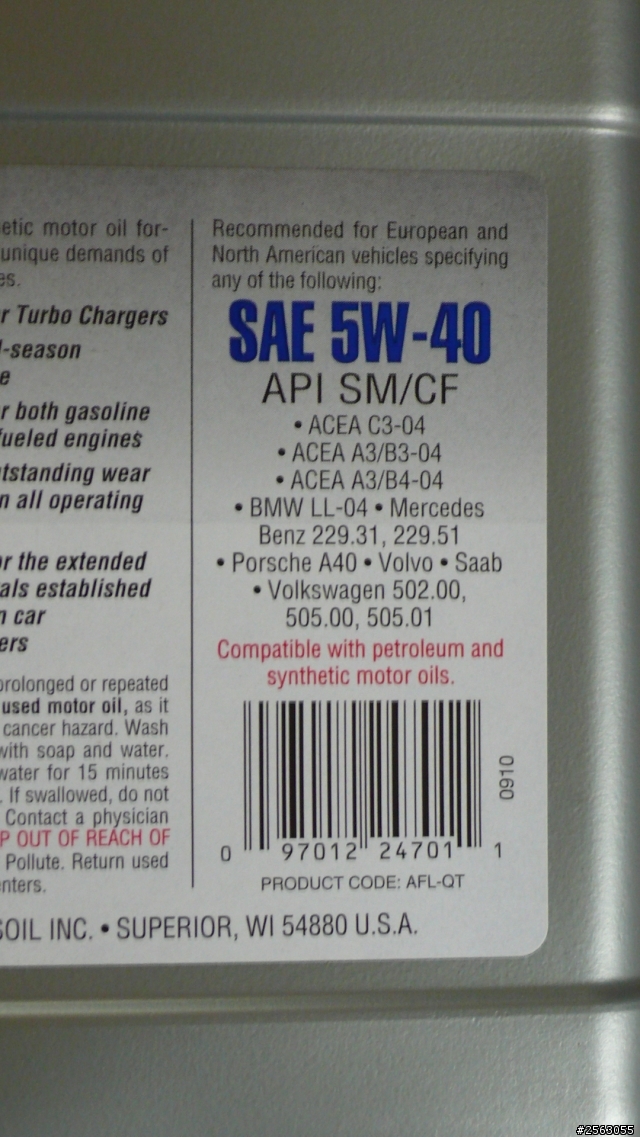 etic motor oil for-
unique demands of
es.
r Turbo Chargers
l-season
e
r both gasoline
fueled engines
utstanding wear
n all operating
or the extended
als established
n car
ers
prolonged or repeated
used motor oil, as it
cancer hazard. Wash
with soap and water.
water for 15 minutes
. If swallowed, do not
Contact a physician
P OUT OF REACH OF
Pollute. Return used
nters.
Recommended for European and
North American vehicles specifying
any of the following:
SAE 5W-40
API SM/CF
• ACEA C3-04
• ACEA A3/B3-04
• ACEA A3/B4-04
• BMW LL-04 • Mercedes
Benz 229.31, 229.51
• Porsche A40 • Volvo • Saab
• Volkswagen 502.00,
505.00, 505.01
Compatible with petroleum and
synthetic motor oils.
0910
0 97012 24701 1
PRODUCT CODE: AFL-QT
SOIL INC. • SUPERIOR, WI 54880 U.S.A.
#2563055